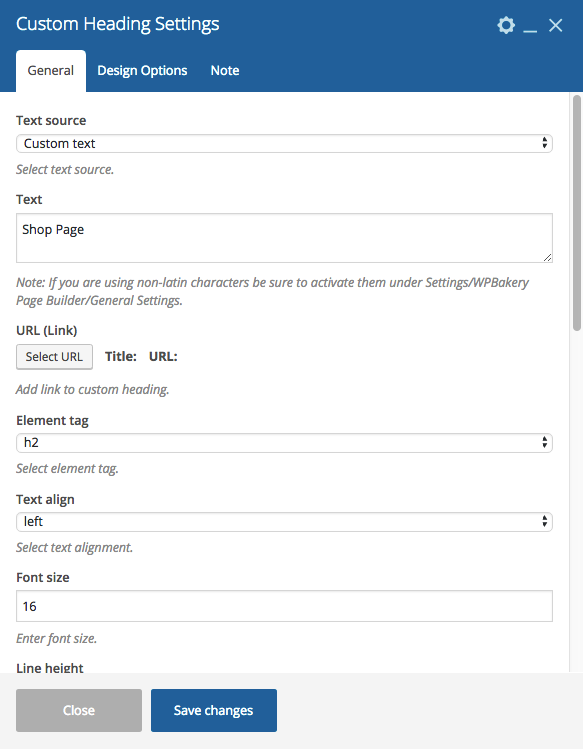 Custom Heading Settings
General Design Options Note
Text source
Custom text
Select text source.
Text
Shop Page
Note: If you are using non-latin characters be sure to activate them under Settings/WPBakery
Page Builder/General Settings.
URL (Link)
Select URL Title: URL:
Add link to custom heading.
Element tag
h2
Select element tag.
Text align
left
Select text alignment.
Font size
16
Enter font size.
Line height
Close Save changes